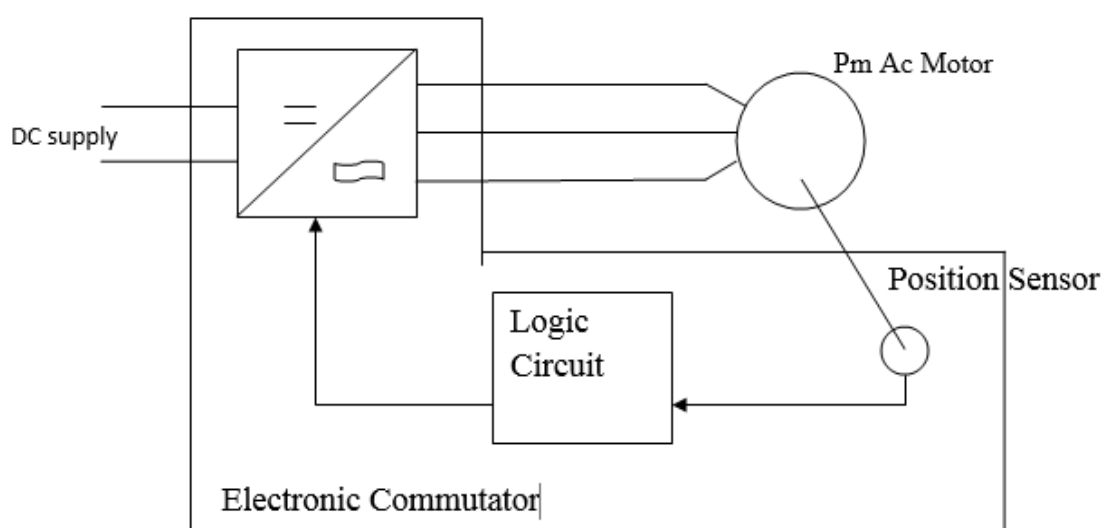 Pm Ac Motor
DC supply
Position Sensor
Logic
Circuit
Electronic Commutator